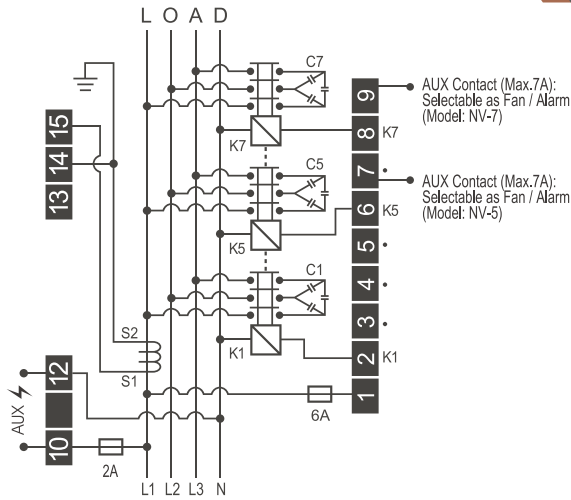 L O A D
C7
9
AUX Contact (Max.7A):
Selectable as Fan / Alarm
(Model: NV-7)
15
8
K7
K7
14
7
AUX Contact (Max.7A):
Selectable as Fan / Alarm
(Model: NV-5)
C5
13
6
K5
K5
5
4
C1
3
S2
K1
2
K1
S1
12
6A
1
AUX
10
2A
L1 L2 L3 N